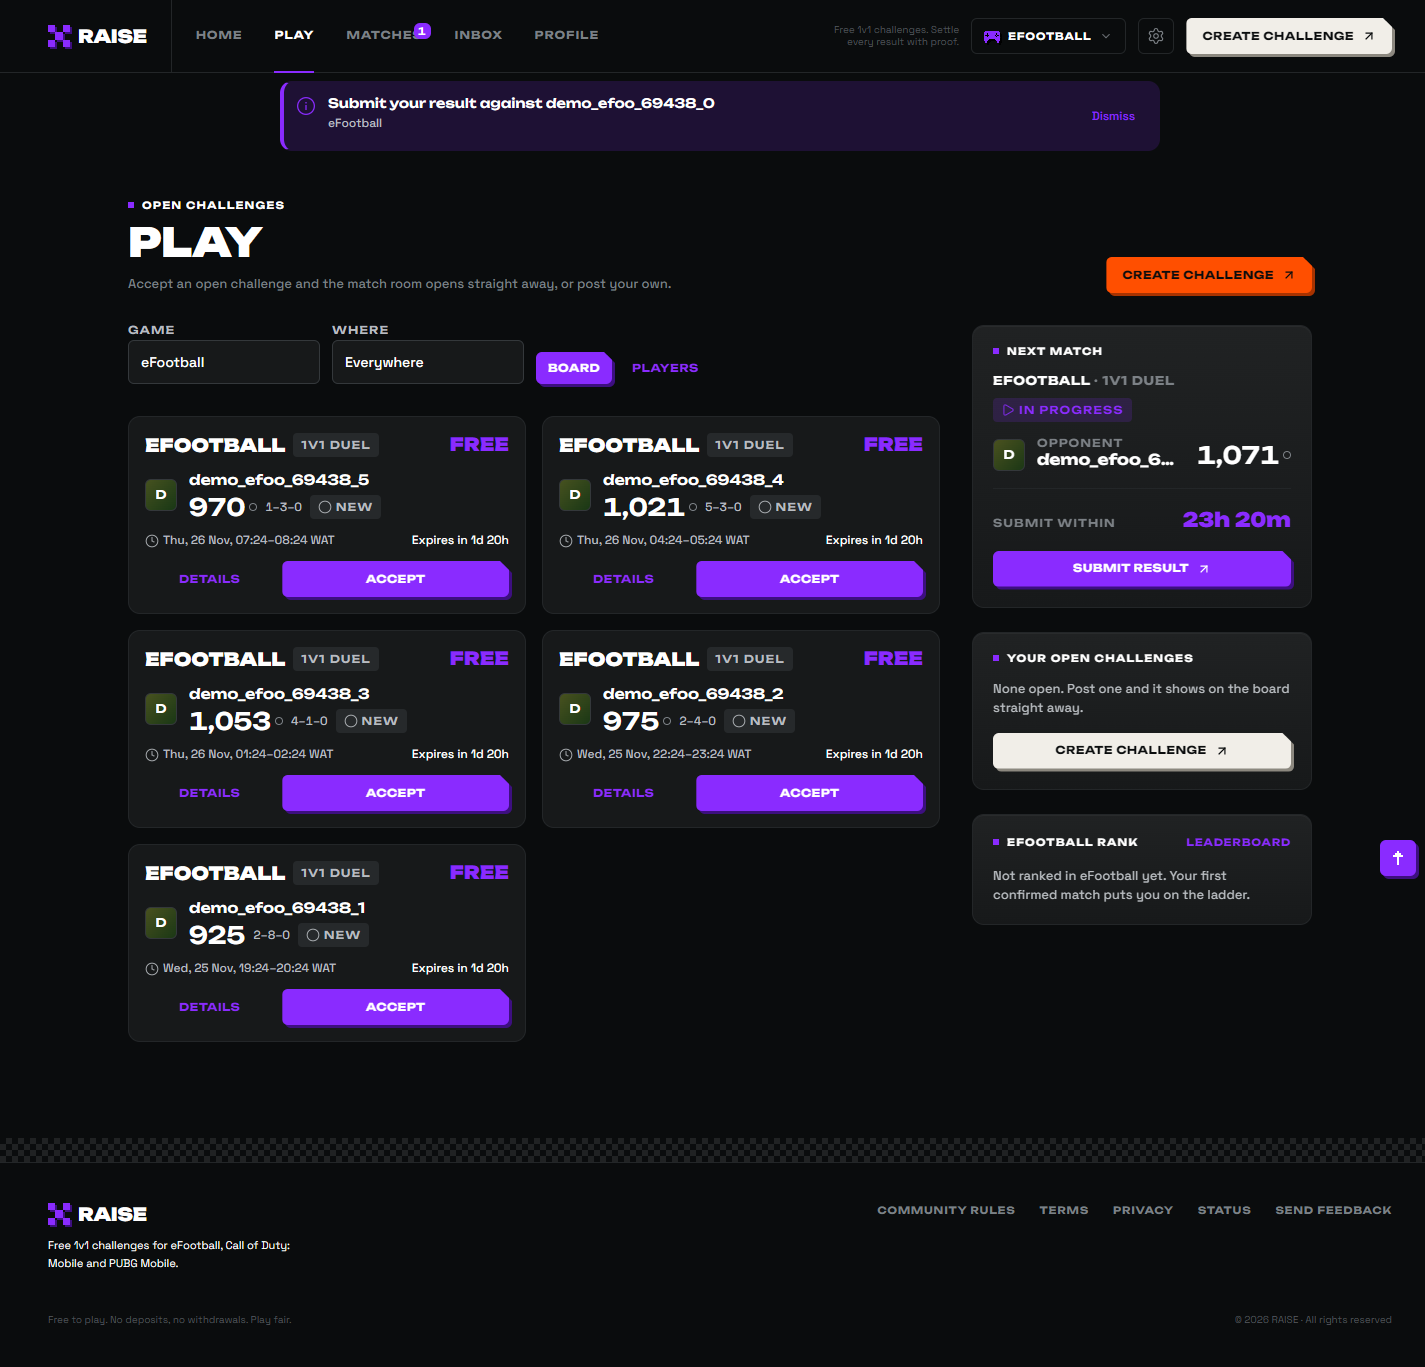 RAISE
HOME PLAY MATCHES 1 INBOX PROFILE
Free 1v1 challenges. Settle
every result with proof.
EFOOTBALL
CREATE CHALLENGE
Submit your result against demo_efoo_69438_0
eFootball
Dismiss
OPEN CHALLENGES
PLAY
Accept an open challenge and the match room opens straight away, or post your own.
CREATE CHALLENGE
GAME
eFootball
WHERE
Everywhere
BOARD PLAYERS
EFOOTBALL 1V1 DUEL FREE
D
demo_efoo_69438_5
970 1–3–0 NEW
Thu, 26 Nov, 07:24–08:24 WAT Expires in 1d 20h
DETAILS ACCEPT
EFOOTBALL 1V1 DUEL FREE
D
demo_efoo_69438_4
1,021 5–3–0 NEW
Thu, 26 Nov, 04:24–05:24 WAT Expires in 1d 20h
DETAILS ACCEPT
EFOOTBALL 1V1 DUEL FREE
D
demo_efoo_69438_3
1,053 4–1–0 NEW
Thu, 26 Nov, 01:24–02:24 WAT Expires in 1d 20h
DETAILS ACCEPT
EFOOTBALL 1V1 DUEL FREE
D
demo_efoo_69438_2
975 2–4–0 NEW
Wed, 25 Nov, 22:24–23:24 WAT Expires in 1d 20h
DETAILS ACCEPT
EFOOTBALL 1V1 DUEL FREE
D
demo_efoo_69438_1
925 2–8–0 NEW
Wed, 25 Nov, 19:24–20:24 WAT Expires in 1d 20h
DETAILS ACCEPT
NEXT MATCH
EFOOTBALL · 1V1 DUEL
IN PROGRESS
D
OPPONENT
demo_efoo_6... 1,071
SUBMIT WITHIN 23h 20m
SUBMIT RESULT
YOUR OPEN CHALLENGES
None open. Post one and it shows on the board
straight away.
CREATE CHALLENGE
EFOOTBALL RANK LEADERBOARD
Not ranked in eFootball yet. Your first
confirmed match puts you on the ladder.
RAISE
Free 1v1 challenges for eFootball, Call of Duty:
Mobile and PUBG Mobile.
COMMUNITY RULES TERMS PRIVACY STATUS SEND FEEDBACK
Free to play. No deposits, no withdrawals. Play fair.
© 2026 RAISE · All rights reserved